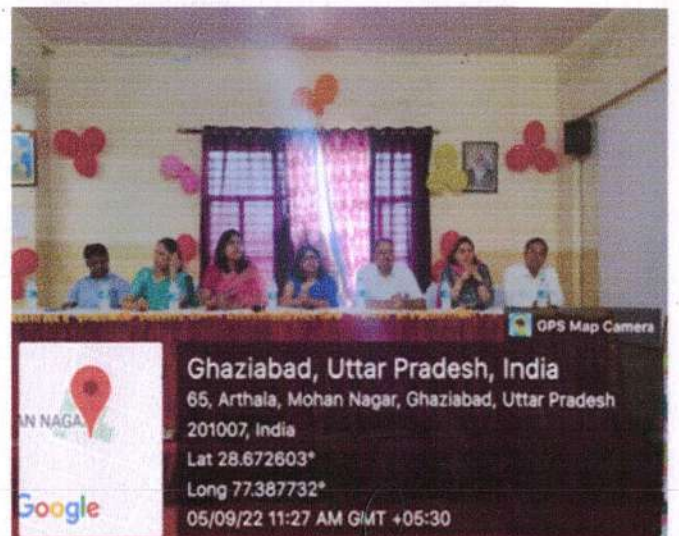 GPS Map Camera
Ghaziabad, Uttar Pradesh, India
65, Arthala, Mohan Nagar, Ghaziabad, Uttar Pradesh
201007, India
Lat 28.672603°
Long 77.387732°
05/09/22 11:27 AM GMT +05:30
AN NAGA
Google